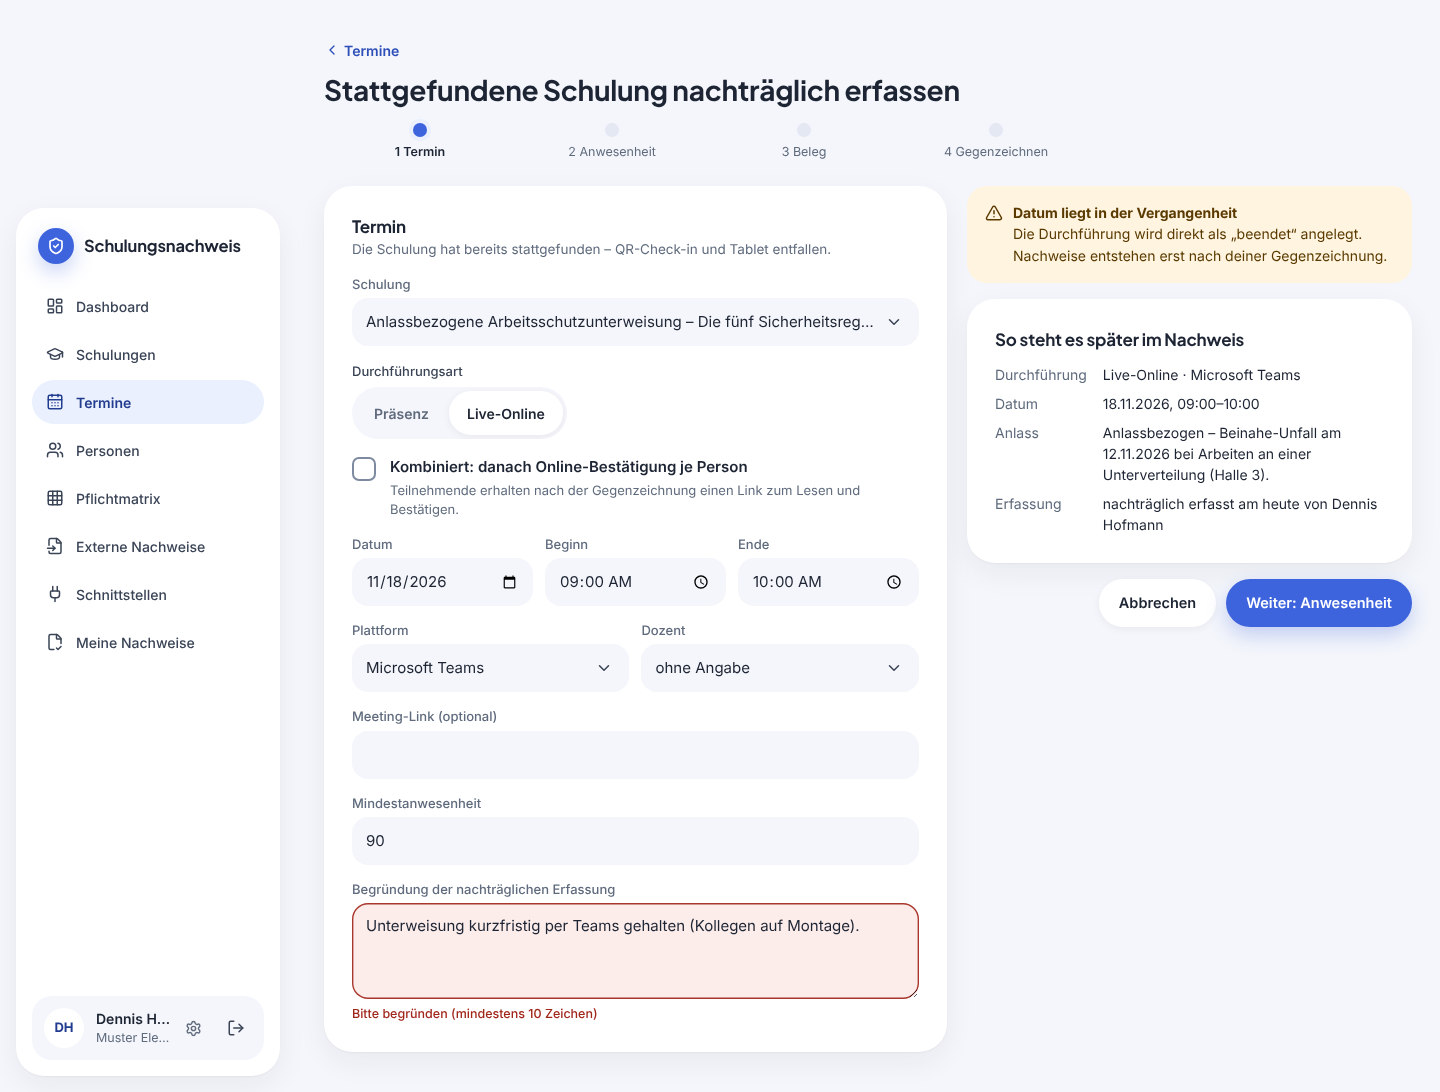 Termine
Stattgefundene Schulung nachträglich erfassen
1 Termin
2 Anwesenheit
3 Beleg
4 Gegenzeichnen
Schulungsnachweis
Dashboard
Schulungen
Termine
Personen
Pflichtmatrix
Externe Nachweise
Schnittstellen
Meine Nachweise
DH
Dennis H...
Muster Ele...
Termin
Die Schulung hat bereits stattgefunden – QR-Check-in und Tablet entfallen.
Schulung
Anlassbezogene Arbeitsschutzunterweisung – Die fünf Sicherheitsreg...
Durchführungsart
Präsenz
Live-Online
Kombiniert: danach Online-Bestätigung je Person
Teilnehmende erhalten nach der Gegenzeichnung einen Link zum Lesen und
Bestätigen.
Datum
Beginn
Ende
11/18/2026
09:00 AM
10:00 AM
Plattform
Dozent
Microsoft Teams
ohne Angabe
Meeting-Link (optional)
Mindestanwesenheit
90
Begründung der nachträglichen Erfassung
Unterweisung kurzfristig per Teams gehalten (Kollegen auf Montage).
Bitte begründen (mindestens 10 Zeichen)
Datum liegt in der Vergangenheit
Die Durchführung wird direkt als „beendet“ angelegt.
Nachweise entstehen erst nach deiner Gegenzeichnung.
So steht es später im Nachweis
Durchführung Live-Online · Microsoft Teams
Datum 18.11.2026, 09:00–10:00
Anlass Anlassbezogen – Beinahe-Unfall am
12.11.2026 bei Arbeiten an einer
Unterverteilung (Halle 3).
Erfassung nachträglich erfasst am heute von Dennis
Hofmann
Abbrechen
Weiter: Anwesenheit